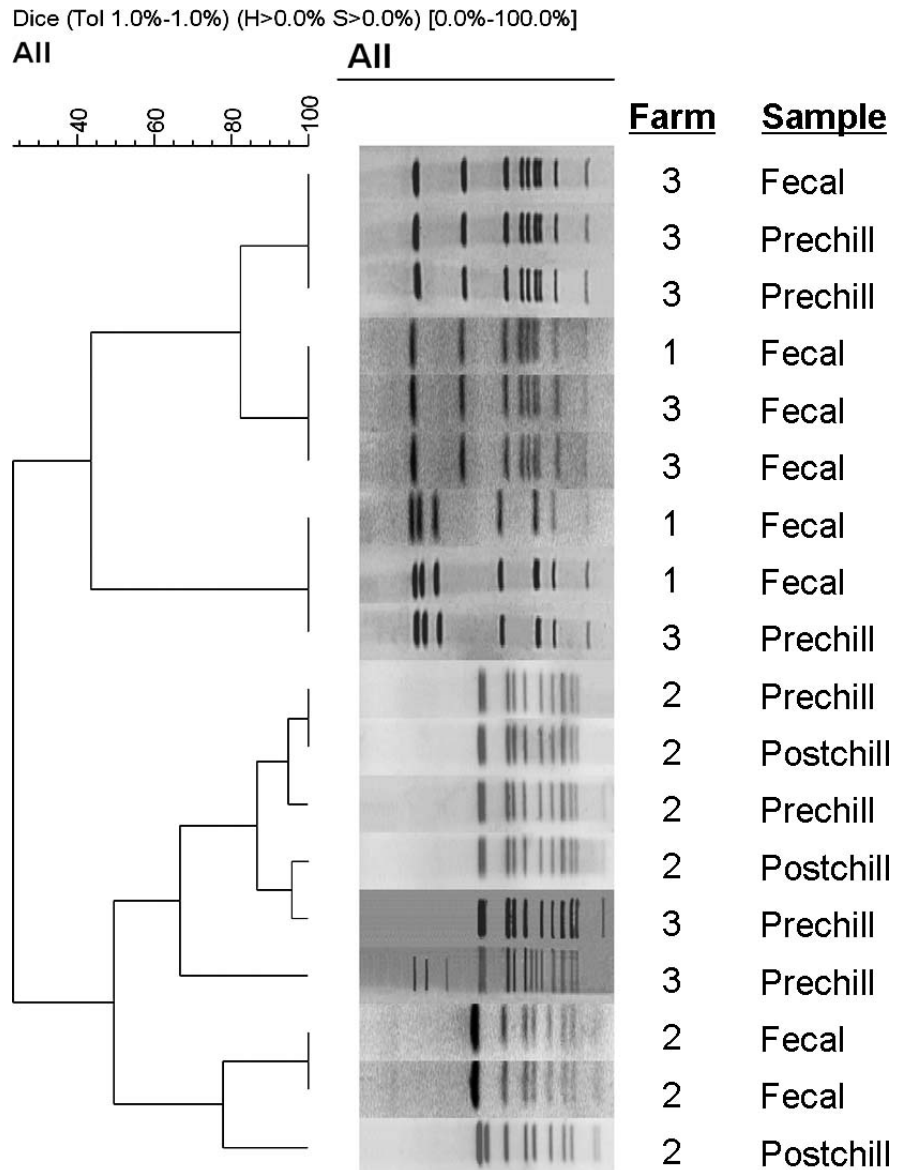 Dice (Tol 1.0%-1.0%) (H>0.0% S>0.0%) [0.0%-100.0%]
All All
40 60 80 100
Farm Sample
3 Fecal
3 Prechill
3 Prechill
1 Fecal
3 Fecal
3 Fecal
1 Fecal
1 Fecal
3 Prechill
2 Prechill
2 Postchill
2 Prechill
2 Postchill
3 Prechill
3 Prechill
2 Fecal
2 Fecal
2 Postchill